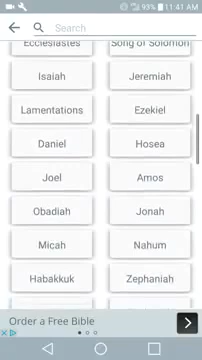 93% 11:41 AM
Search
Ecclesiastes Song of Solomon
Isaiah Jeremiah
Lamentations Ezekiel
Daniel Hosea
Joel Amos
Obadiah Jonah
Micah Nahum
Habakkuk Zephaniah
Order a Free Bible